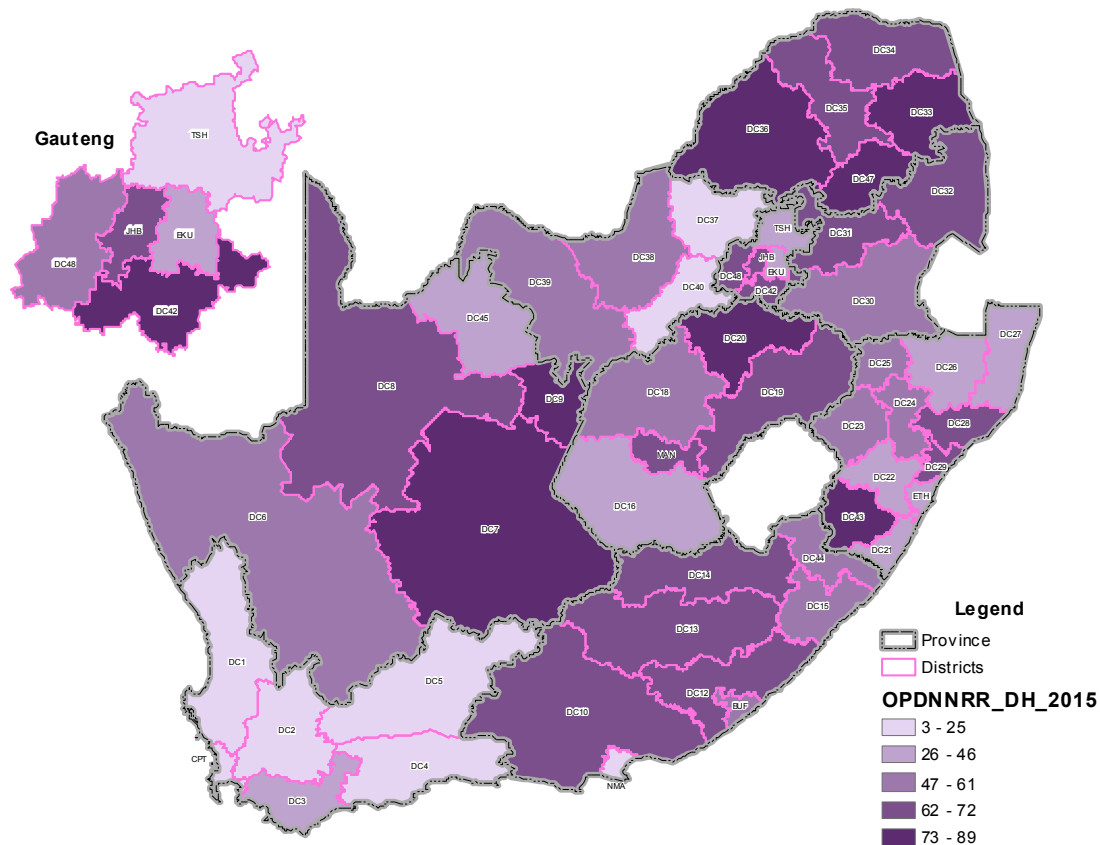 DC34
Gauteng
TSH
DC35
DC33
DC36
DC47
DC32
DC37
TSH
DC31
JHB
EKU
DC38
JHB
DC48
DC48
EKU
DC39
DC42
DC40
DC30
DC42
DC45
DC27
DC20
DC25
DC26
DC8
DC9
DC18
DC19
DC24
DC28
DC23
MAN
DC29
DC22
ETH
DC16
DC6
DC7
DC43
DC21
DC44
DC14
DC15
Legend
DC13
Province
DC1
DC5
Districts
DC12
BUF
DC10
OPDNNRR_DH_2015
DC2
3 - 25
CPT
DC4
26 - 46
NMA
DC3
47 - 61
62 - 72
73 - 89